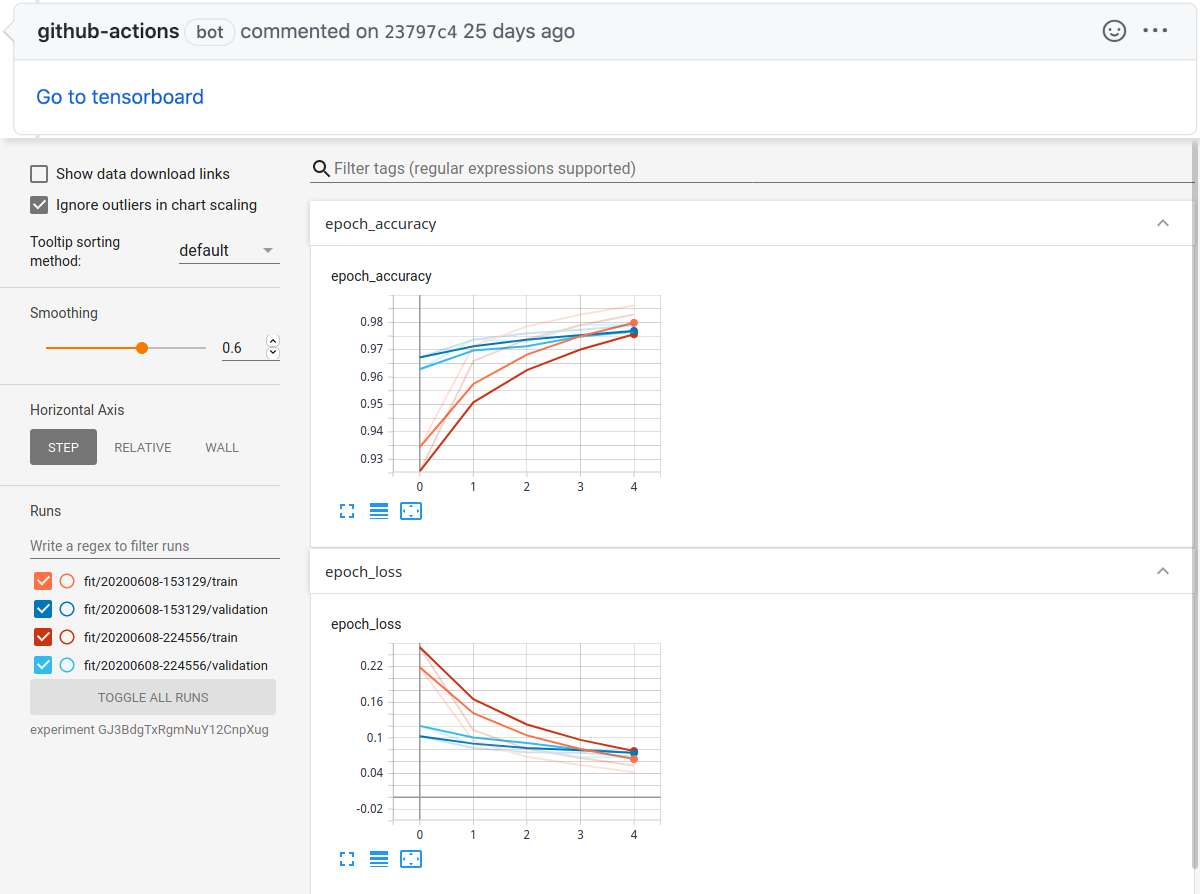 github-actions bot commented on 23797c4 25 days ago
Go to tensorboard
Show data download links
Ignore outliers in chart scaling
Tooltip sorting
method:
default
Smoothing
0.6
Horizontal Axis
STEP RELATIVE WALL
Runs
Write a regex to filter runs
fit/20200608-153129/train
fit/20200608-153129/validation
fit/20200608-224556/train
fit/20200608-224556/validation
TOGGLE ALL RUNS
experiment GJ3BdgTxRgmNuY12CnpXug
Filter tags (regular expressions supported)
epoch_accuracy
epoch_accuracy
0.98
0.97
0.96
0.95
0.94
0.93
0 1 2 3 4
epoch_loss
epoch_loss
0.22
0.16
0.1
0.04
-0.02
0 1 2 3 4